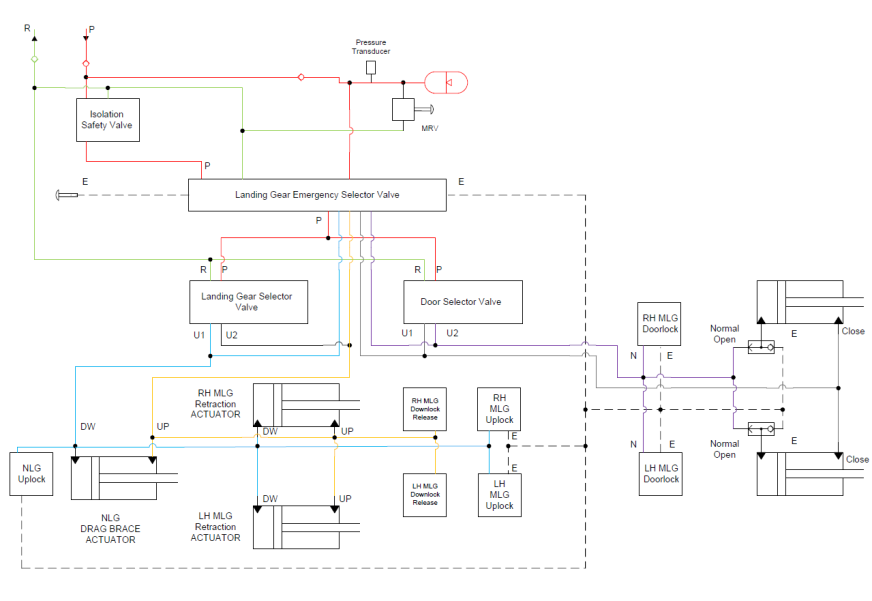 R
P
Pressure
Transducer
Isolation
Safety Valve
MRV
P
E
E
Landing Gear Emergency Selector Valve
P
R
P
R
P
Landing Gear Selector
Valve
Door Selector Valve
U1
U2
U1
U2
RH MLG
Doorlock
Normal
Open
E
Close
N
E
RH MLG
Retraction
ACTUATOR
RH MLG
Downlock
Release
RH
MLG
Uplock
DW
UP
DW
UP
E
N
E
Normal
Open
E
Close
NLG
Uplock
E
LH MLG
Downlock
Release
LH
MLG
Uplock
LH MLG
Doorlock
DW
UP
NLG
DRAG BRACE
ACTUATOR
LH MLG
Retraction
ACTUATOR